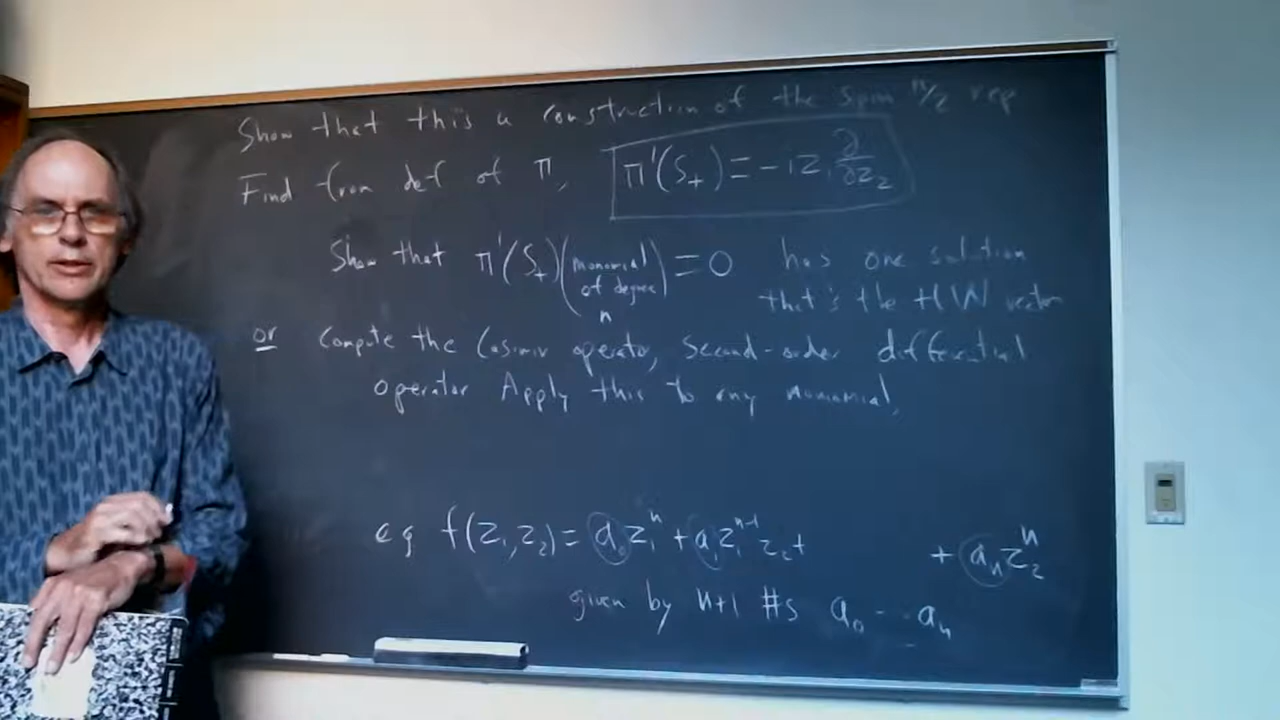 Show that this a construction of the spin n/2 rep
Find from def of π, π'(S₊) = -iz₁ ∂/∂z₂
Show that π'(S₊)(monomial of degree n) = 0 has one solution
that's the HW vector
or Compute the Casimir operator, second-order differential
operator Apply this to any monomial,
eg f(z₁,z₂) = a₀z₁ⁿ + a₁z₁ⁿ⁻¹z₂ + + aₙz₂ⁿ
given by n+1 #s a₀ -- aₙ